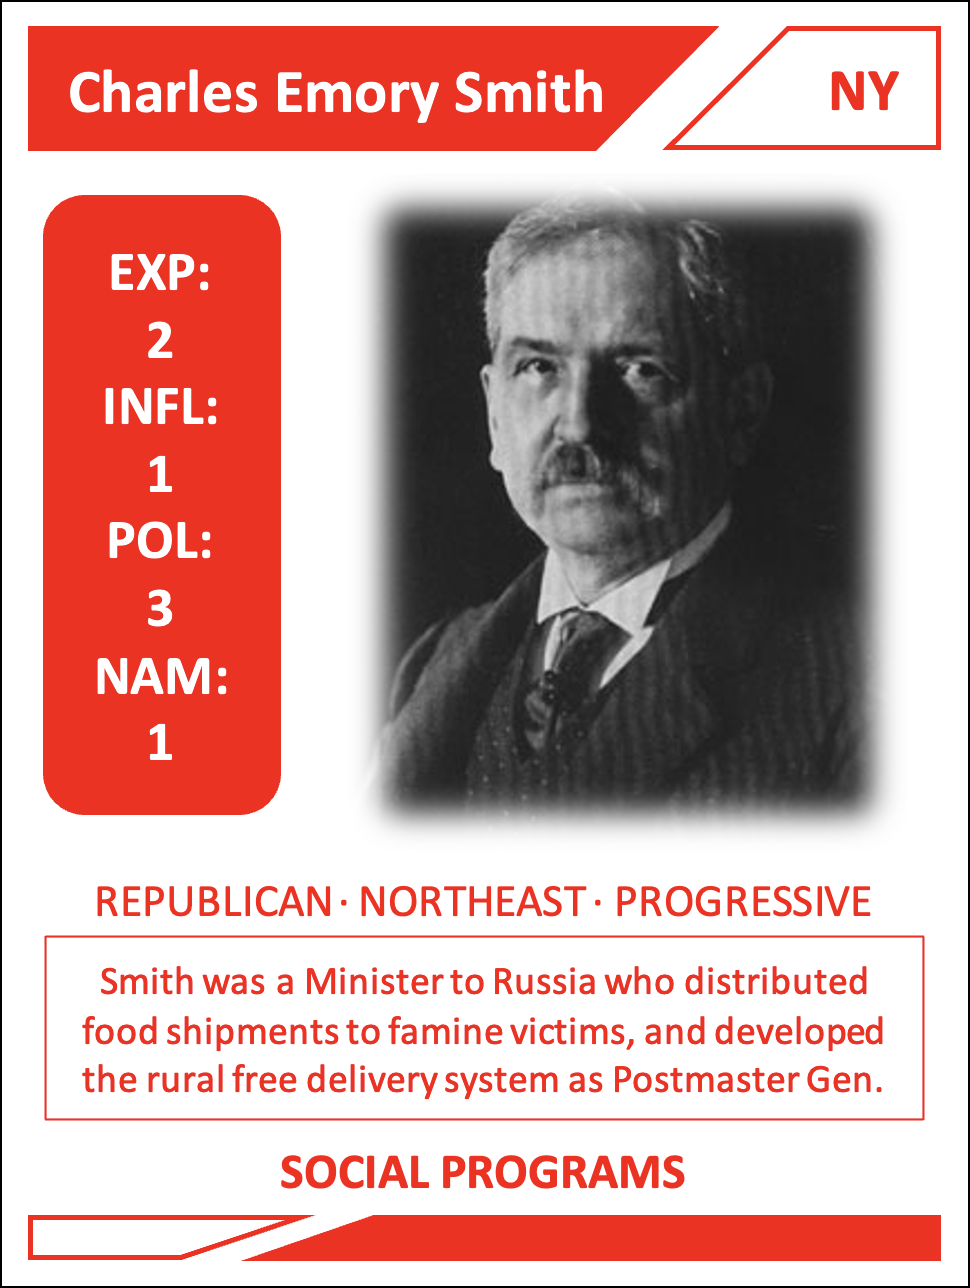 Charles Emory Smith
NY
EXP:
2
INFL:
1
POL:
3
NAM:
1
REPUBLICAN · NORTHEAST · PROGRESSIVE
Smith was a Minister to Russia who distributed
food shipments to famine victims, and developed
the rural free delivery system as Postmaster Gen.
SOCIAL PROGRAMS